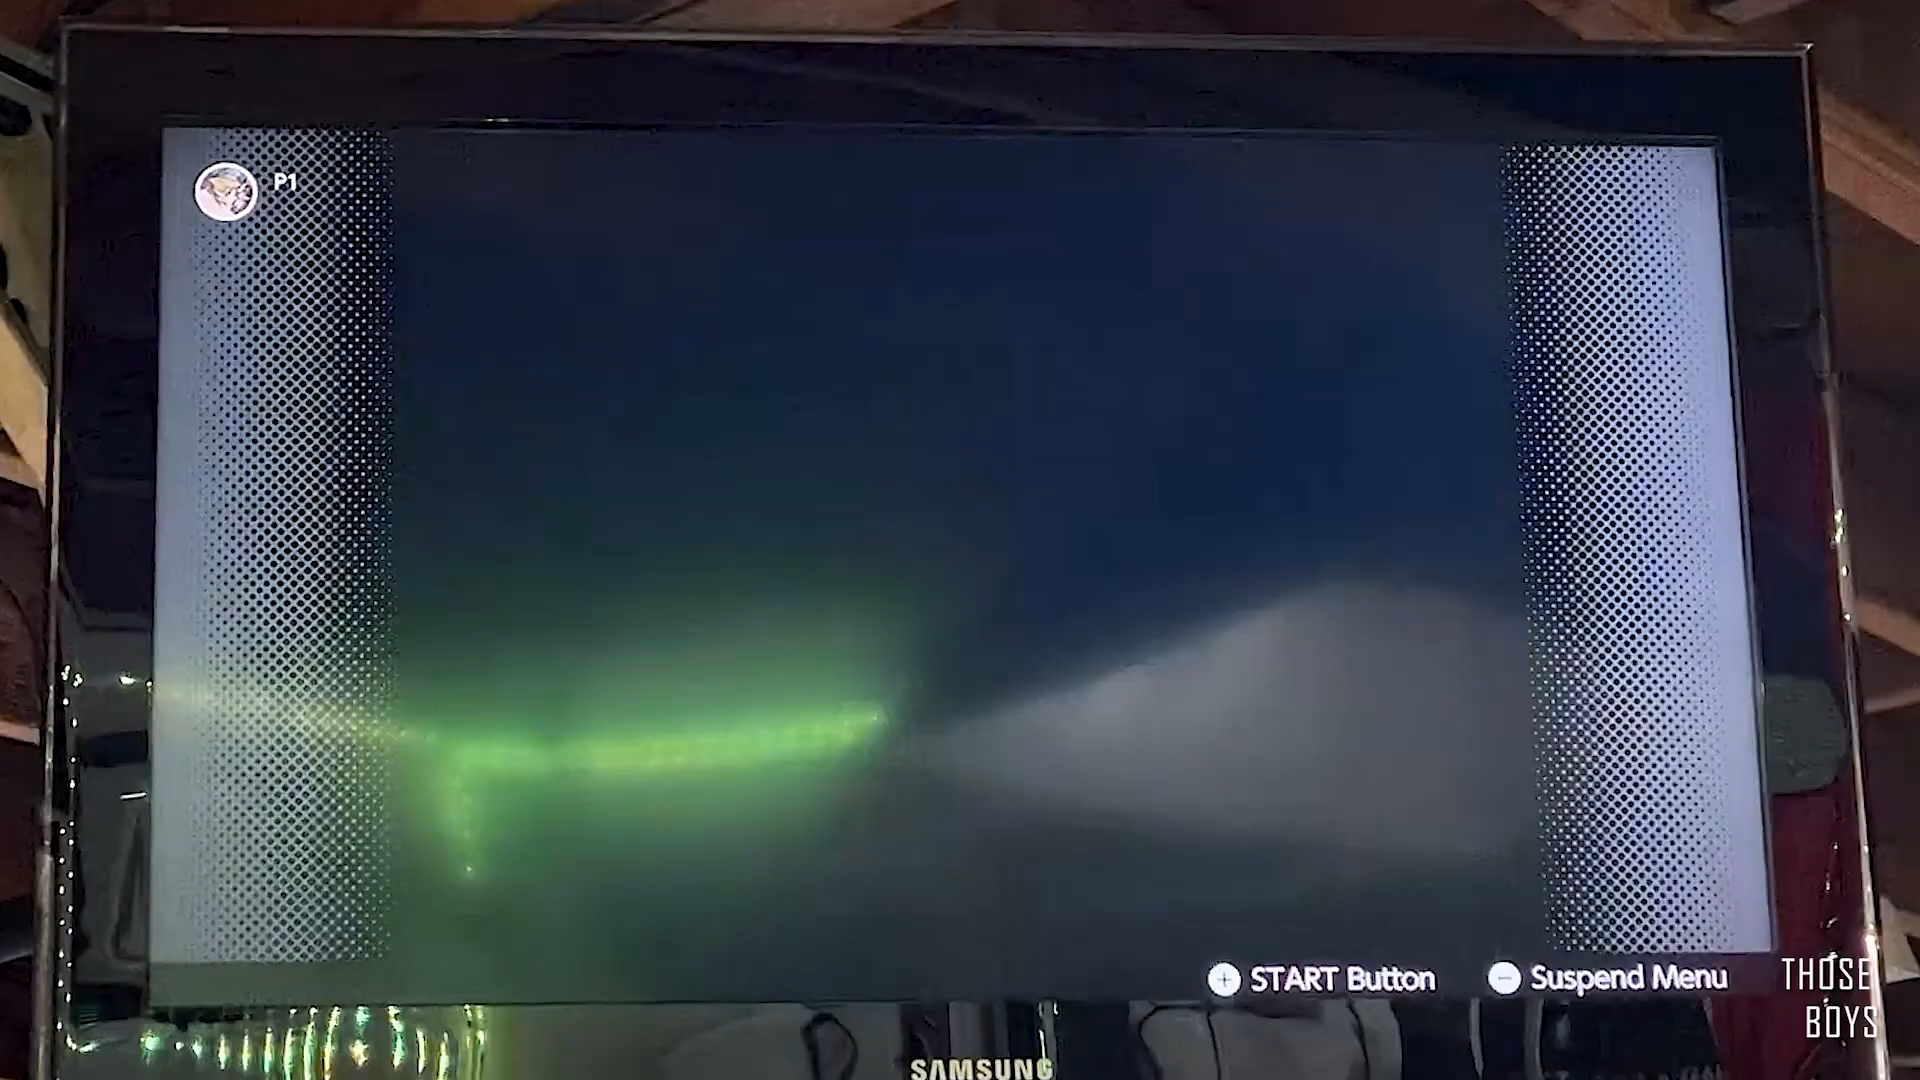 P1
START Button
Suspend Menu
THOSE
BOYS
SAMSUNG